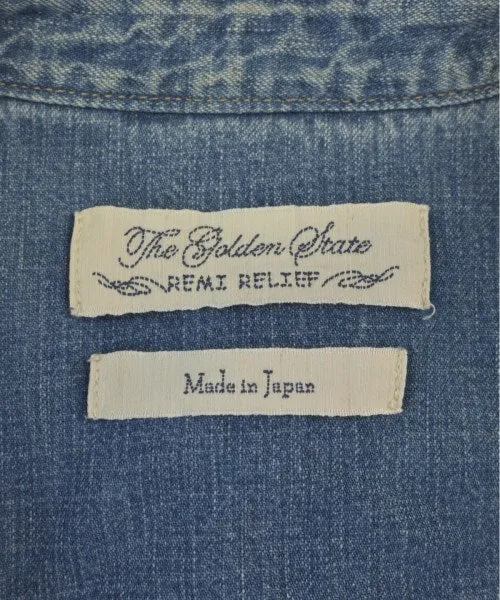 The Golden State
REMI RELIEF
Made in Japan